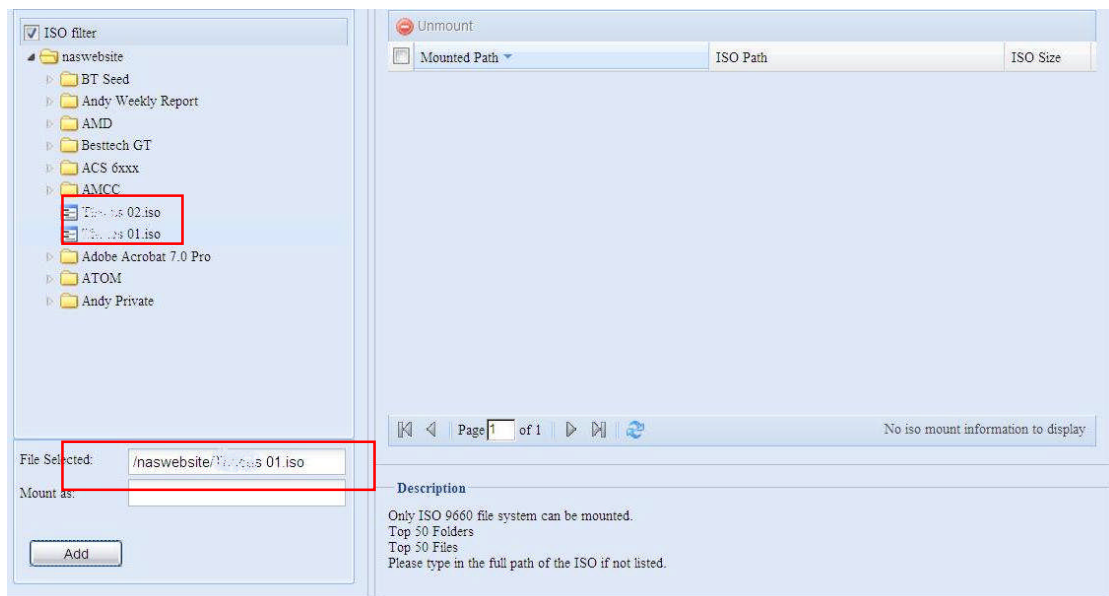 ISO filter
naswebsite
BT Seed
Andy Weekly Report
AMD
Besttech GT
ACS 6xxx
AMCC
02.iso
01.iso
Adobe Acrobat 7.0 Pro
ATOM
Andy Private
File Selected: /naswebsite/ 01.iso
Mount as:
Add
Unmount
Mounted Path ISO Path ISO Size
Page 1 of 1 No iso mount information to display
Description
Only ISO 9660 file system can be mounted.
Top 50 Folders
Top 50 Files
Please type in the full path of the ISO if not listed.